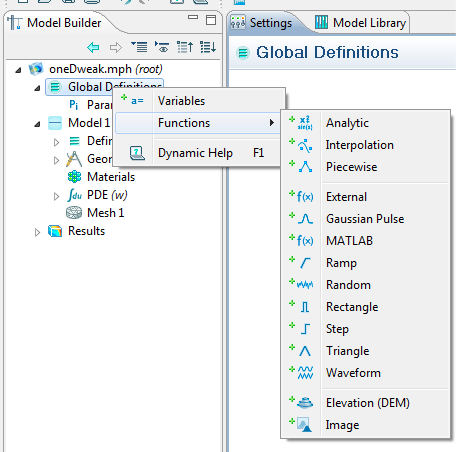 Model Builder
Settings
Model Library
Global Definitions
oneDweak.mph (root)
Global Definitions
Param
Model 1
Defin
Geor
Materials
PDE (w)
Mesh 1
Results
a= Variables
Functions
Dynamic Help F1
Analytic
Interpolation
Piecewise
f(x) External
Gaussian Pulse
f(x) MATLAB
Ramp
Random
Rectangle
Step
Triangle
Waveform
Elevation (DEM)
Image